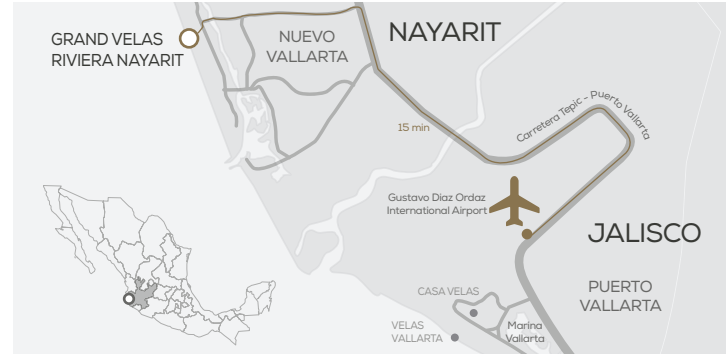 GRAND VELAS
RIVIERA NAYARIT
NUEVO
VALLARTA
NAYARIT
15 min
Carretera Tepic - Puerto Vallarta
Gustavo Diaz Ordaz
International Airport
JALISCO
PUERTO
VALLARTA
CASA VELAS
VELAS
VALLARTA
Marina
Vallarta